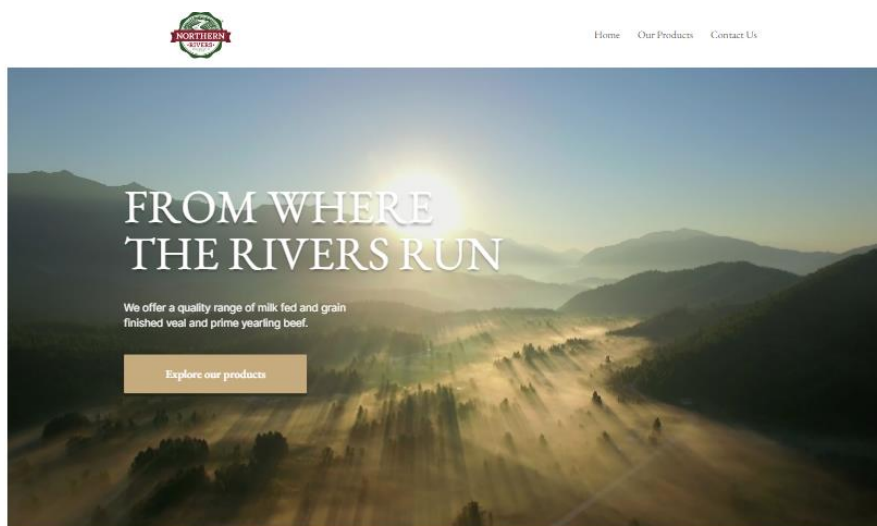 NORTHERN
RIVERS
Home Our Products Contact Us
FROM WHERE
THE RIVERS RUN
We offer a quality range of milk fed and grain
finished veal and prime yearling beef.
Explore our products